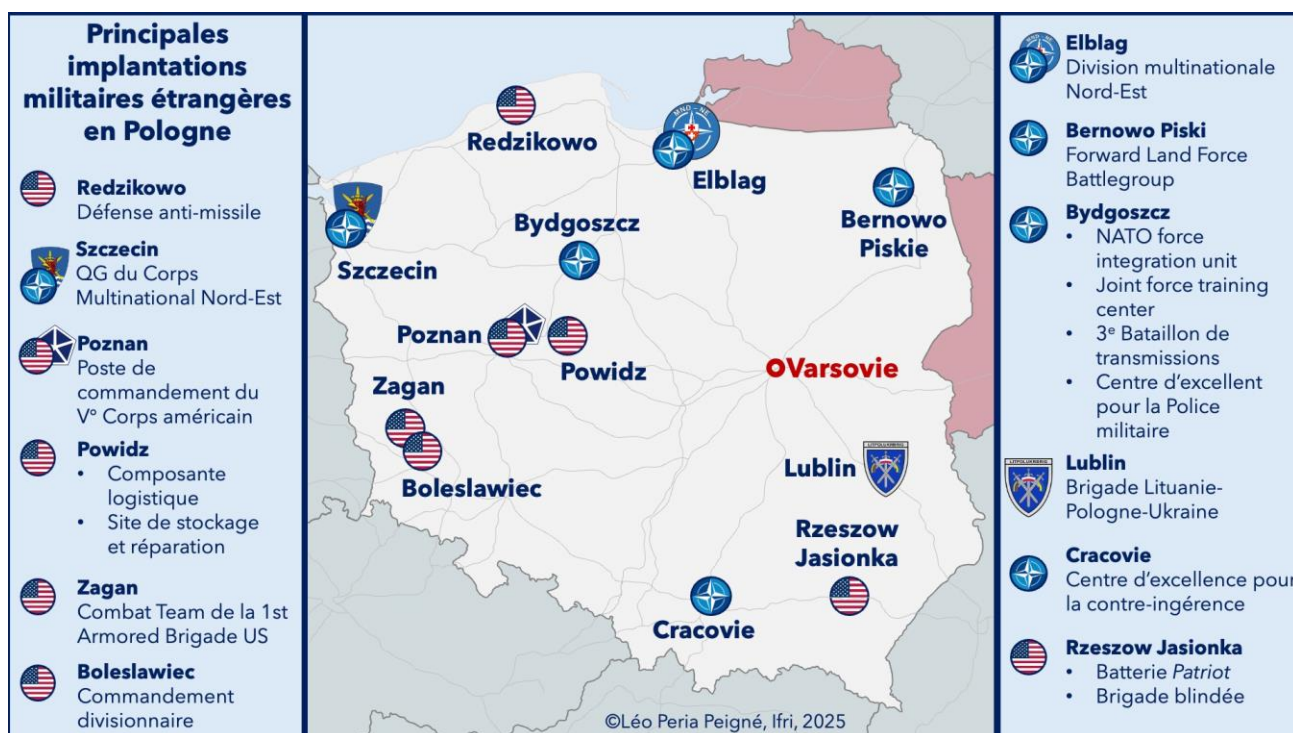 Principales
implantations
militaires étrangères
en Pologne
Redzikowo
Défense anti-missile
Szczecin
QG du Corps
Multinational Nord-Est
Poznan
Poste de
commandement du
Vᵉ Corps américain
Powidz
• Composante
logistique
• Site de stockage
et réparation
Zagan
Combat Team de la 1st
Armored Brigade US
Boleslawiec
Commandement
divisionnaire
Redzikowo
MND - NE
Elblag
Bernowo
Piskie
Szczecin
Bydgoszcz
Poznan
Powidz
Varsovie
Zagan
Boleslawiec
LITPOLUKRBRIG
Lublin
Rzeszow
Jasionka
Cracovie
©Léo Peria Peigné, Ifri, 2025
Elblag
Division multinationale
Nord-Est
Bernowo Piski
Forward Land Force
Battlegroup
Bydgoszcz
• NATO force
integration unit
• Joint force training
center
• 3ᵉ Bataillon de
transmissions
• Centre d'excellent
pour la Police
militaire
LITPOLUKRBRIG
Lublin
Brigade Lituanie-
Pologne-Ukraine
Cracovie
Centre d'excellence pour
la contre-ingérence
Rzeszow Jasionka
• Batterie Patriot
• Brigade blindée